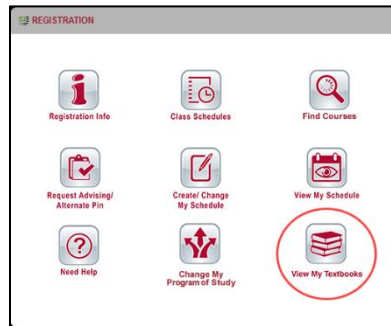 REGISTRATION
Registration Info
Class Schedules
Find Courses
Request Advising/
Alternate Pin
Create/ Change
My Schedule
View My Schedule
Need Help
Change My
Program of Study
View My Textbooks